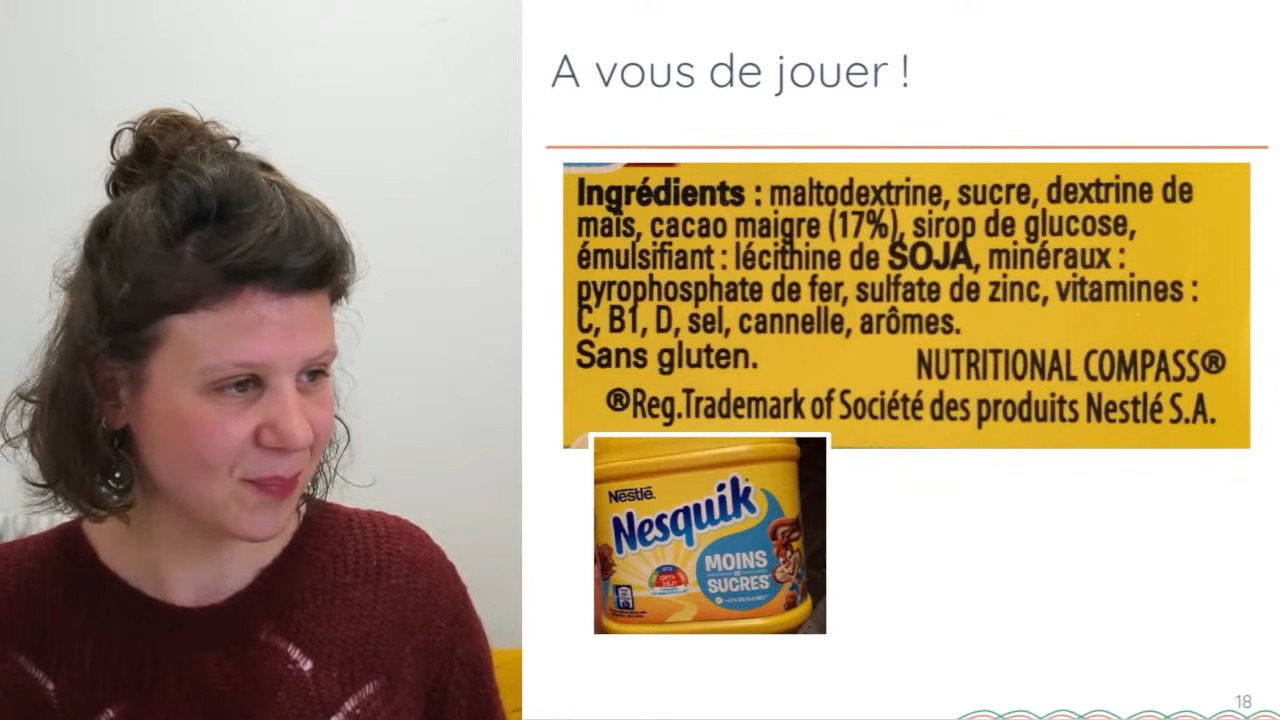 A vous de jouer !
Ingrédients : maltodextrine, sucre, dextrine de
maïs, cacao maigre (17%), sirop de glucose,
émulsifiant : lécithine de SOJA, minéraux :
pyrophosphate de fer, sulfate de zinc, vitamines :
C, B1, D, sel, cannelle, arômes.
Sans gluten.
NUTRITIONAL COMPASS®
®Reg.Trademark of Société des produits Nestlé S.A.
Nestlé.
Nesquik
MOINS
DE
SUCRES
18